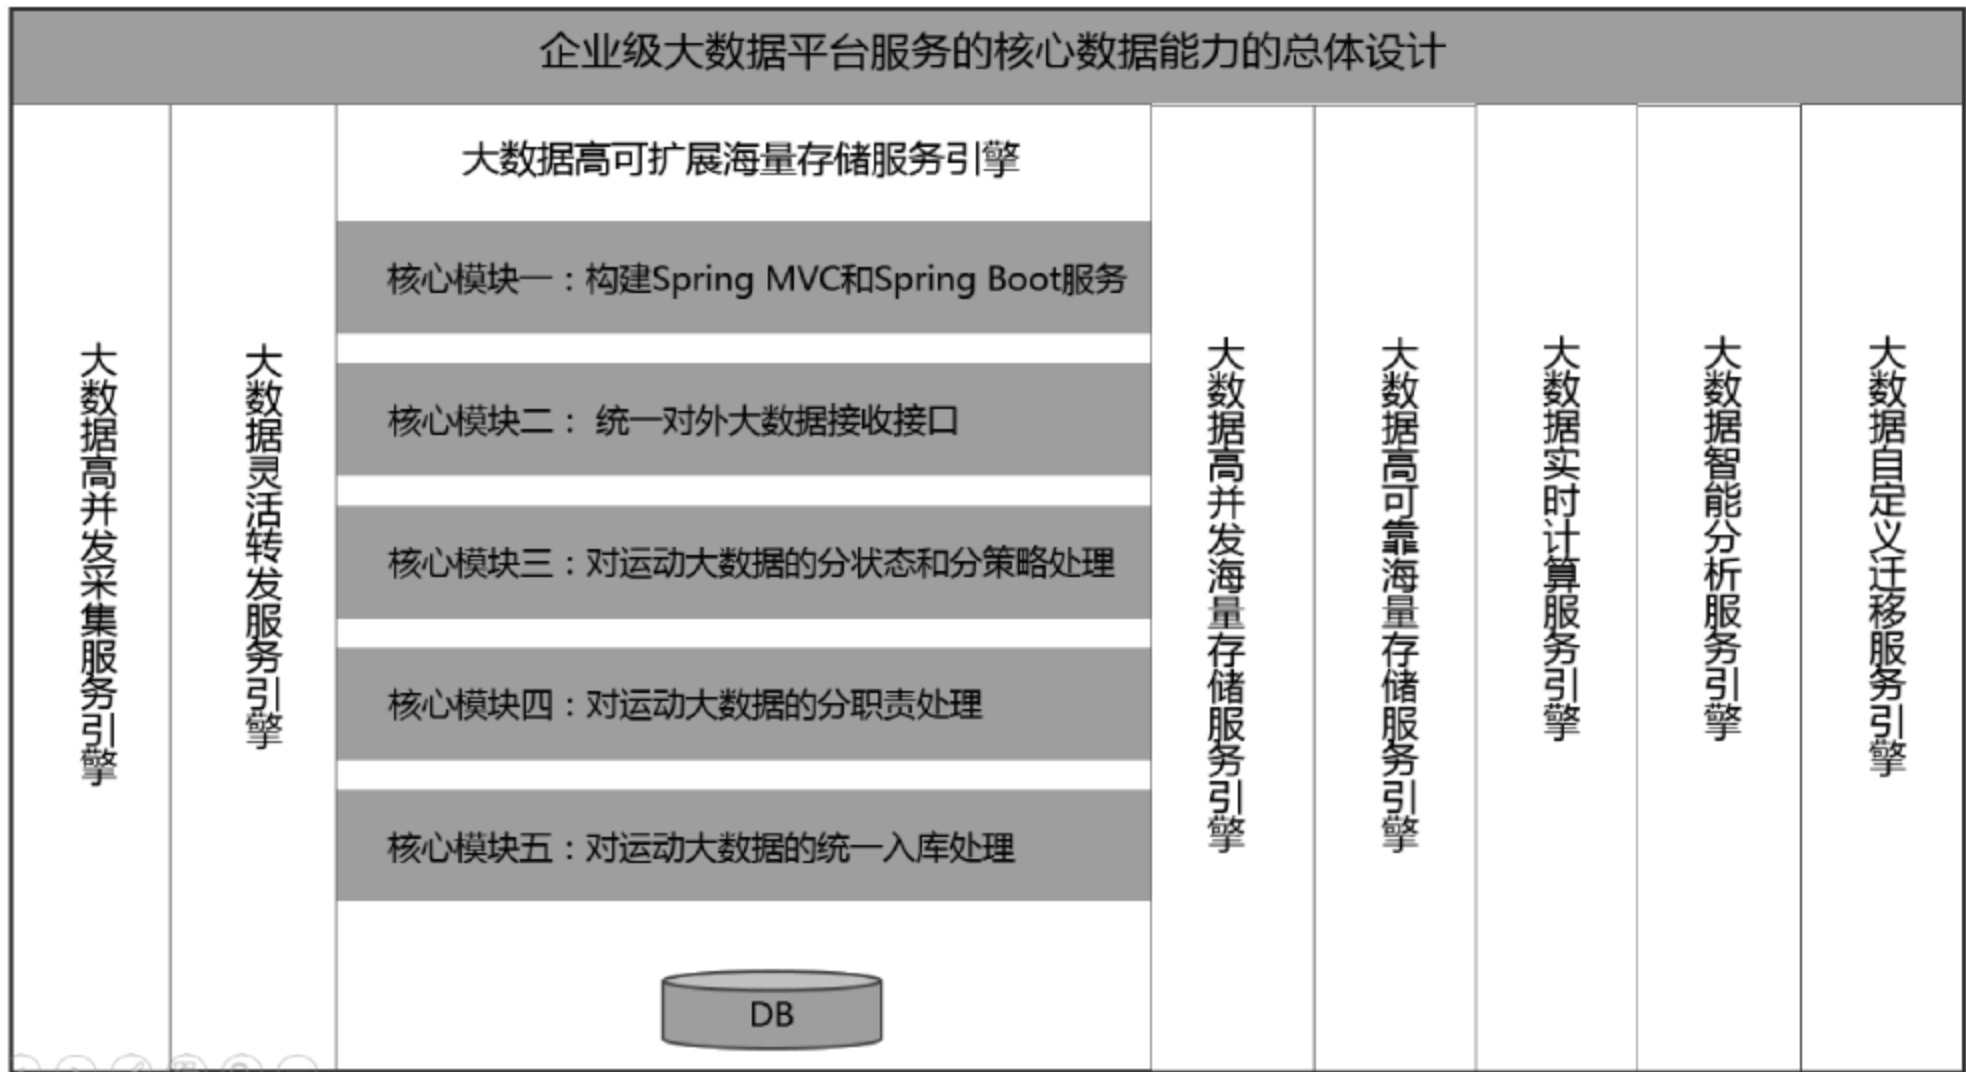 企业级大数据平台服务的核心数据能力的总体设计
大数据高并发采集服务引擎
大数据灵活转发服务引擎
大数据高可扩展海量存储服务引擎
核心模块一：构建Spring MVC和Spring Boot服务
核心模块二： 统一对外大数据接收接口
核心模块三：对运动大数据的分状态和分策略处理
核心模块四：对运动大数据的分职责处理
核心模块五：对运动大数据的统一入库处理
DB
大数据高并发海量存储服务引擎
大数据高可靠海量存储服务引擎
大数据实时计算服务引擎
大数据智能分析服务引擎
大数据自定义迁移服务引擎